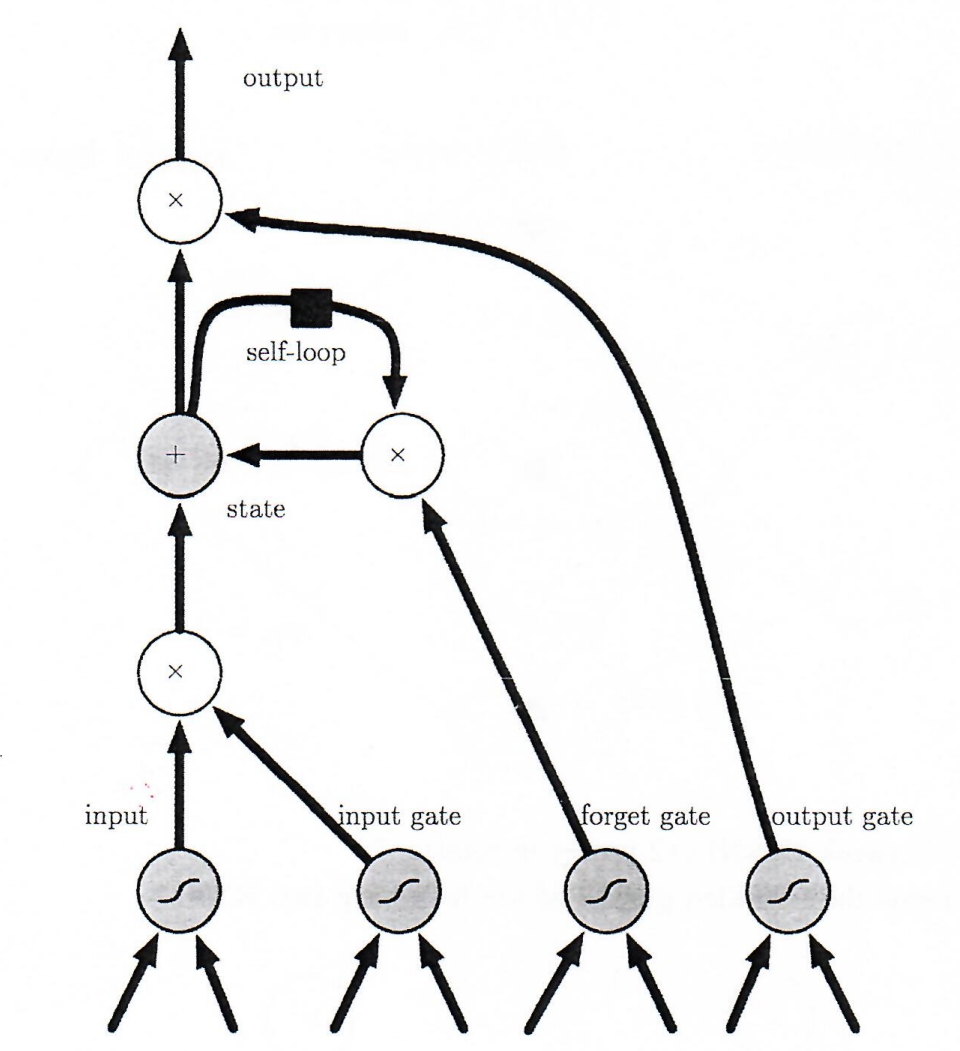 output
×
self-loop
+
×
state
×
input
input gate
forget gate
output gate